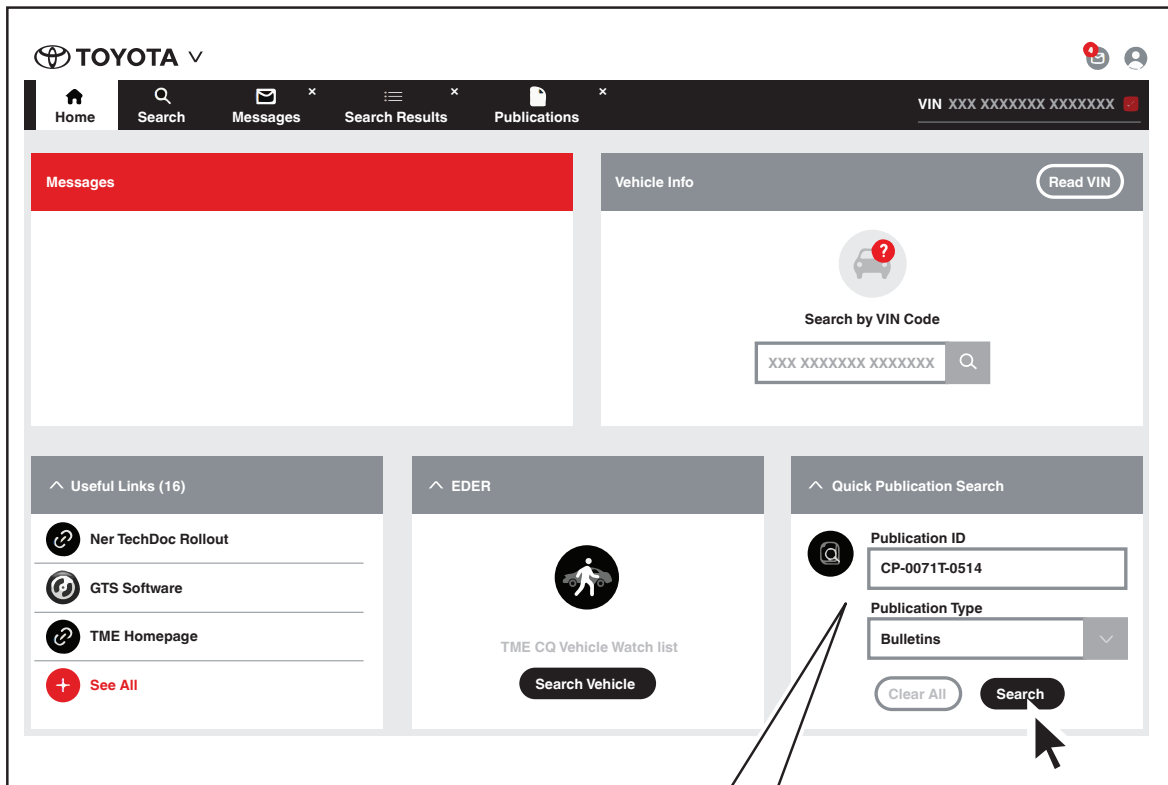 TOYOTA
4
Home
Search
Messages
Search Results
Publications
VIN XXX XXXXXXX XXXXXXX
Messages
Vehicle Info
Read VIN
?
Search by VIN Code
XXX XXXXXXX XXXXXXX
Useful Links (16)
Ner TechDoc Rollout
GTS Software
TME Homepage
See All
EDER
TME CQ Vehicle Watch list
Search Vehicle
Quick Publication Search
Publication ID
CP-0071T-0514
Publication Type
Bulletins
Clear All
Search